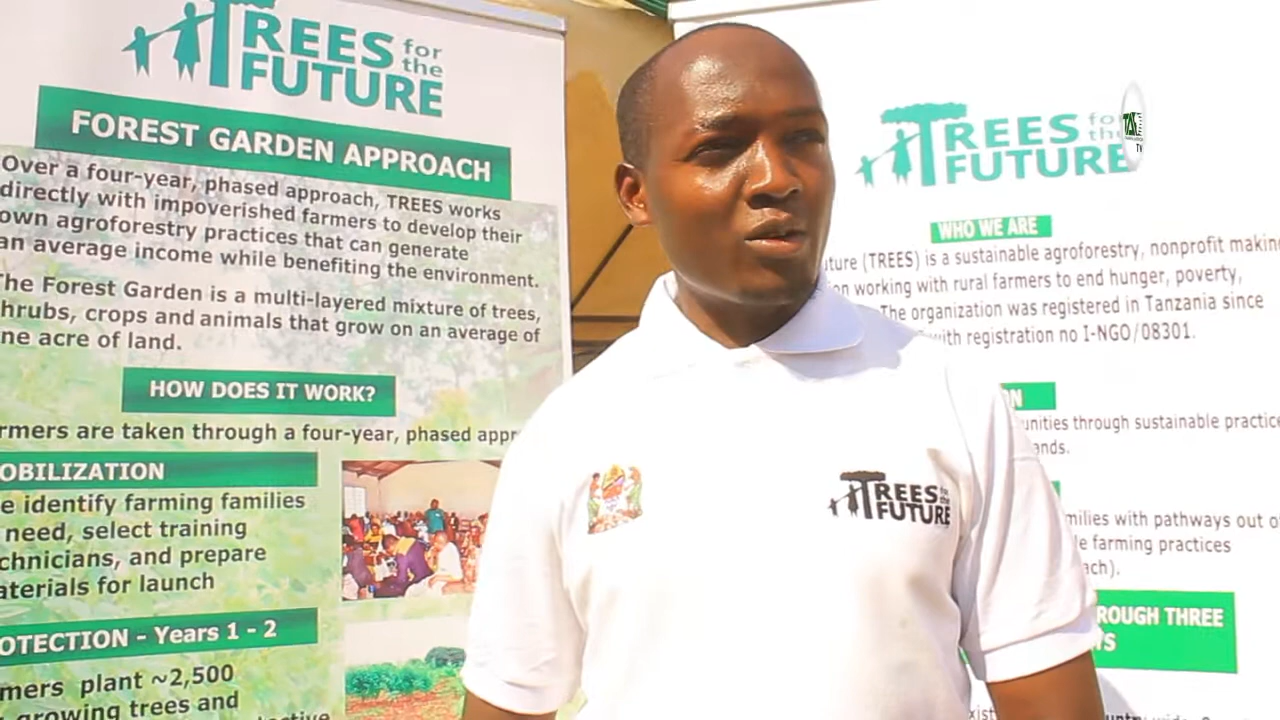 TREES for
the
FUTURE
FOREST GARDEN APPROACH
Over a four-year, phased approach, TREES works
directly with impoverished farmers to develop their
own agroforestry practices that can generate
an average income while benefiting the environment.
The Forest Garden is a multi-layered mixture of trees,
hrubs, crops and animals that grow on an average of
ne acre of land.
HOW DOES IT WORK?
rmers are taken through a four-year, phased appr
OBILIZATION
e identify farming families
need, select training
chnicians, and prepare
aterials for launch
OTECTION - Years 1 - 2
mers plant ~2,500
growing trees and
TREES for
the
FUTURE
WHO WE ARE
uture (TREES) is a sustainable agroforestry, nonprofit makin
on working with rural farmers to end hunger, poverty,
The organization was registered in Tanzania since
with registration no I-NGO/08301.
ON
unities through sustainable practice
ands.
milies with pathways out o
le farming practices
ach).
ROUGH THREE
TREES for
the
FUTURE
TV